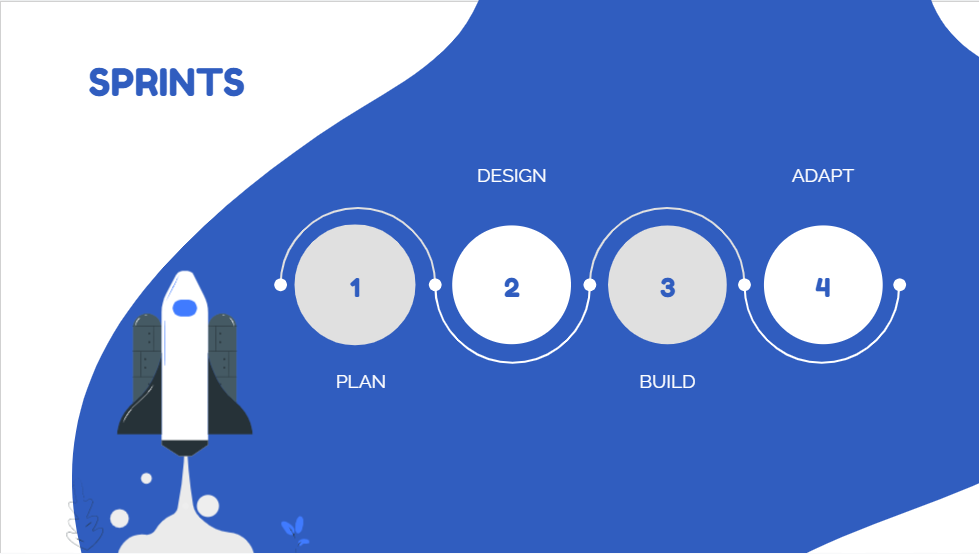 SPRINTS
DESIGN
ADAPT
1
2
3
4
PLAN
BUILD